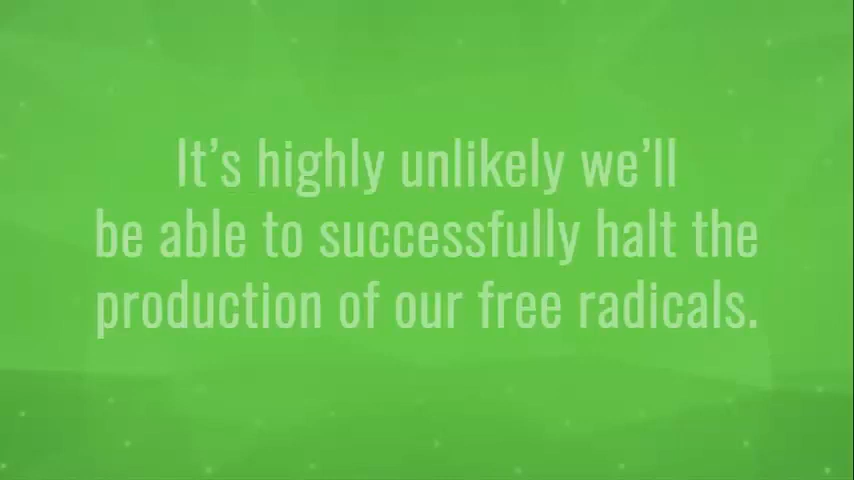 It’s highly unlikely we’ll
be able to successfully halt the
production of our free radicals.